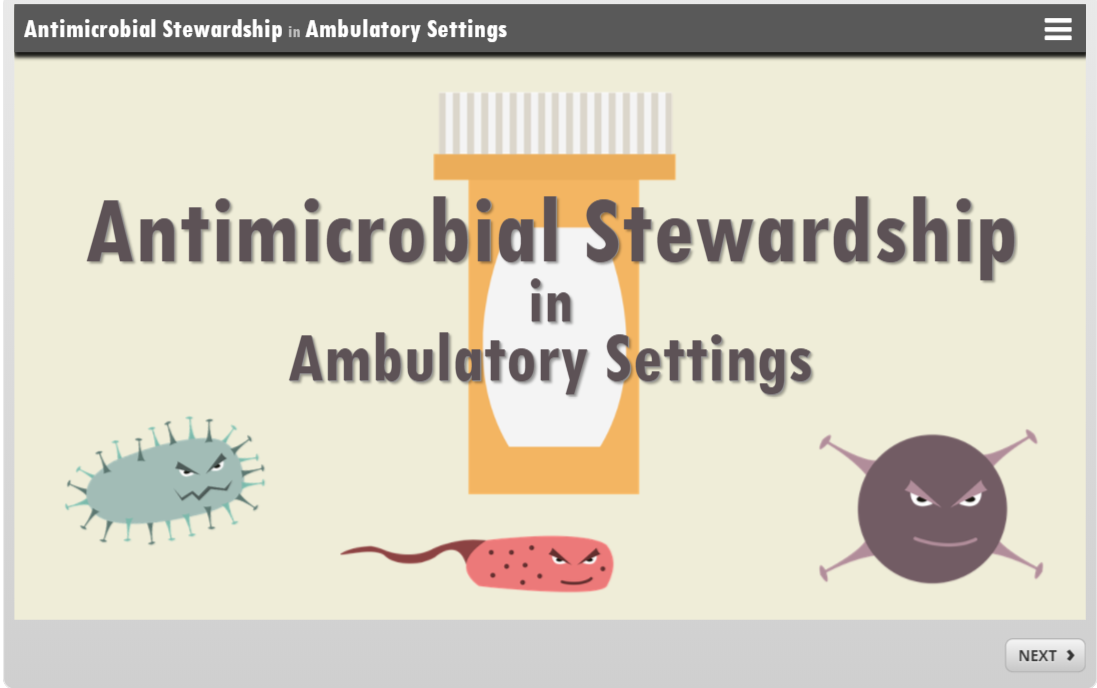 Antimicrobial Stewardship in Ambulatory Settings
Antimicrobial Stewardship
in
Ambulatory Settings
NEXT